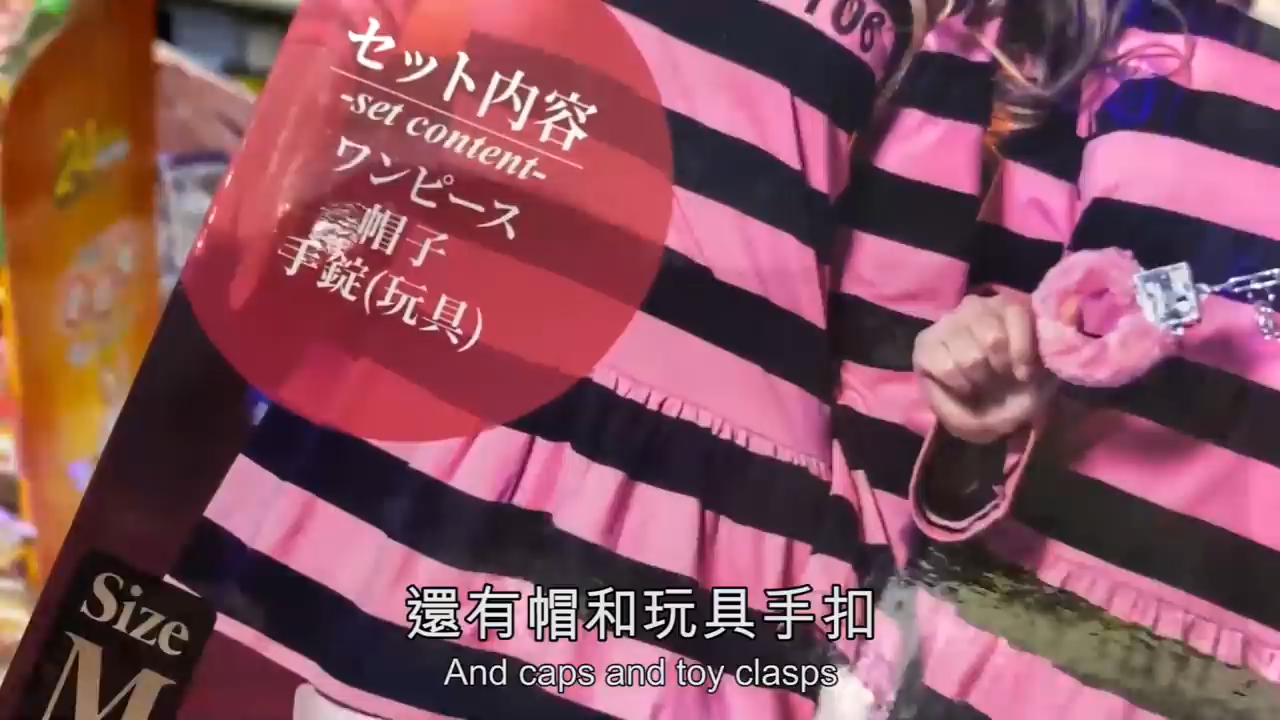 セット内容
-set content-
ワンピース
帽子
手錠(玩具)
Size
M
還有帽和玩具手扣
And caps and toy clasps